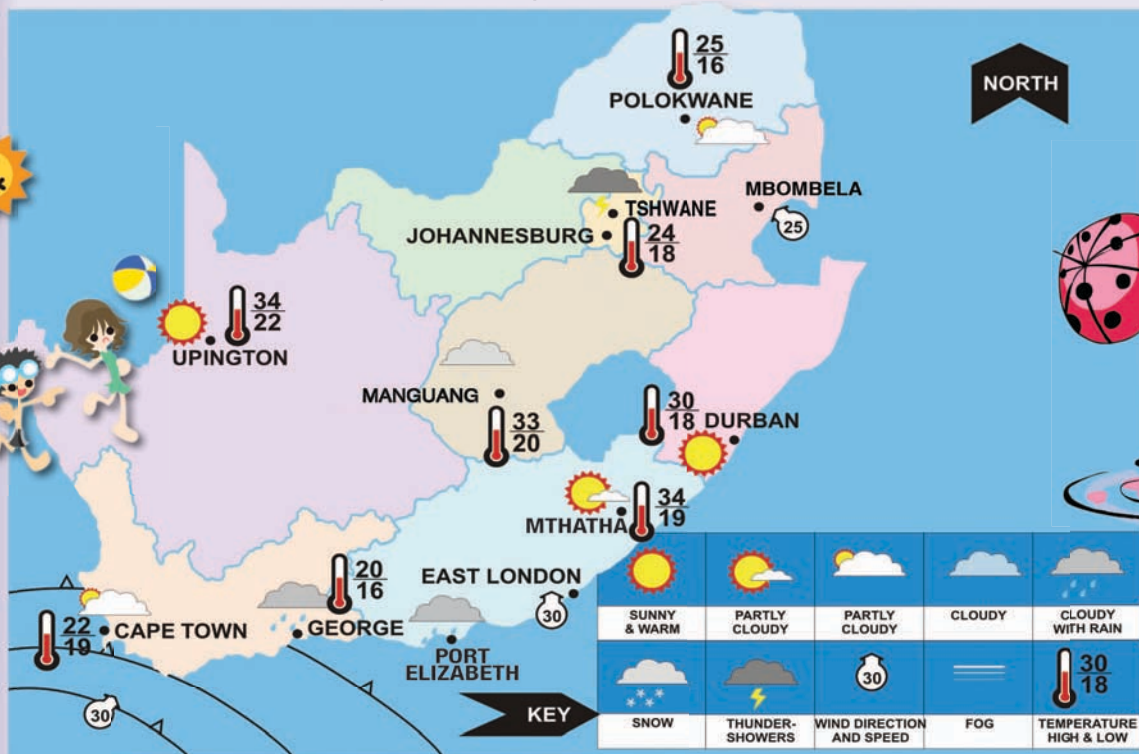 25
16
POLOKWANE
NORTH
MBOMBELA
25
TSHWANE
JOHANNESBURG
24
18
34
22
UPINGTON
MANGUANG
33
20
30
18
DURBAN
MTHATHA
34
19
20
16
EAST LONDON
30
22
19
CAPE TOWN
GEORGE
PORT
ELIZABETH
30
KEY
SUNNY
& WARM
PARTLY
CLOUDY
PARTLY
CLOUDY
CLOUDY
CLOUDY
WITH RAIN
30
30
18
SNOW
THUNDER-
SHOWERS
WIND DIRECTION
AND SPEED
FOG
TEMPERATURE
HIGH & LOW